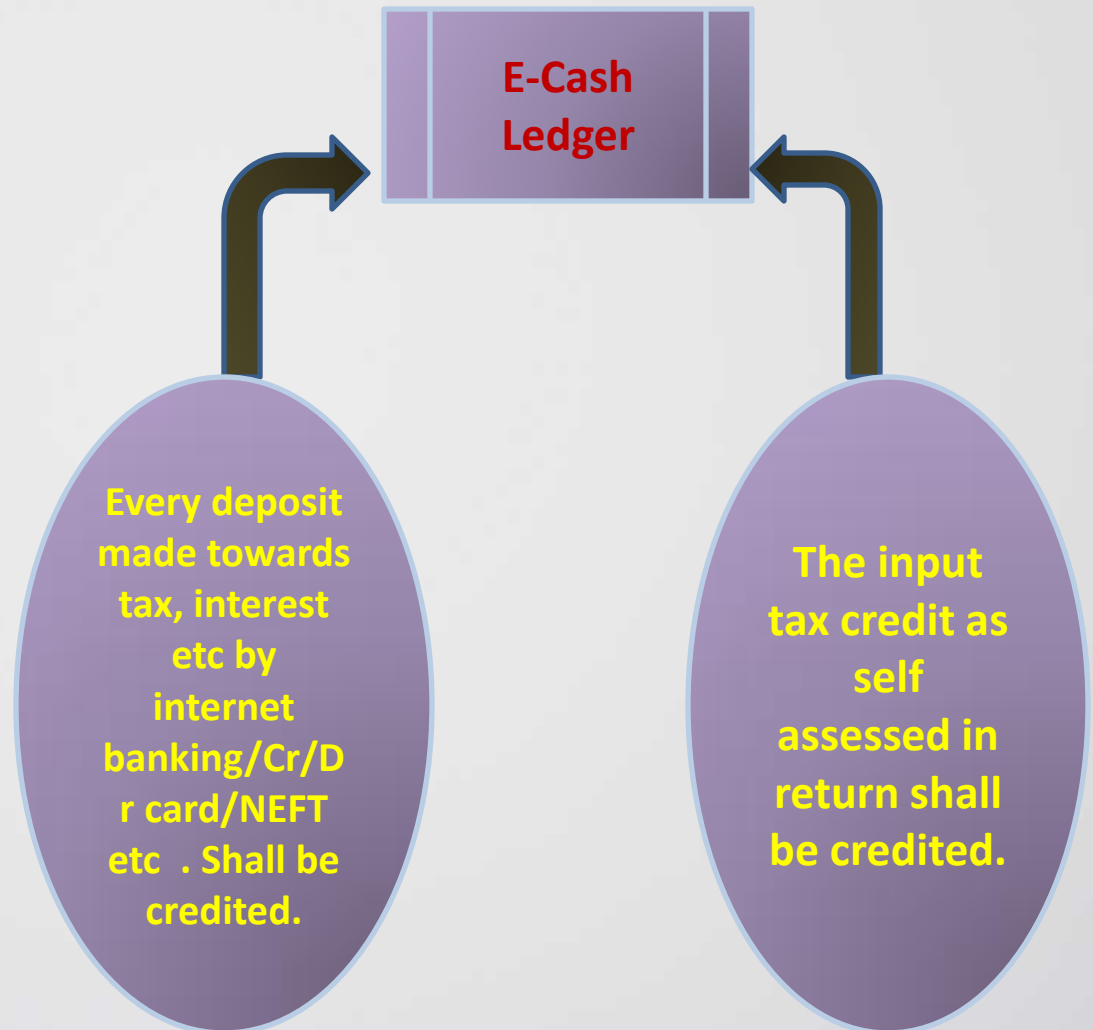 E-Cash
Ledger
Every deposit
made towards
tax, interest
etc by
internet
banking/Cr/D
r card/NEFT
etc . Shall be
credited.
The input
tax credit as
self
assessed in
return shall
be credited.